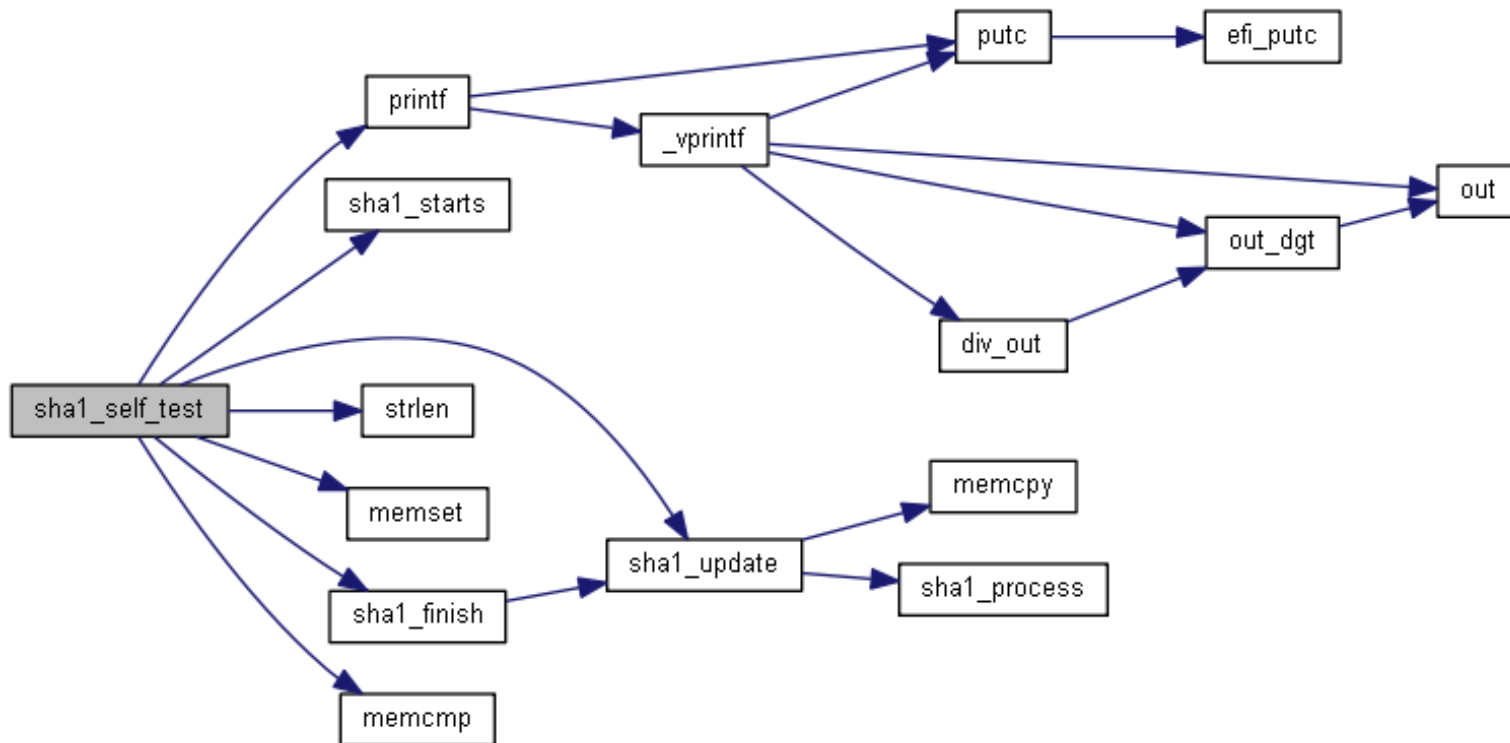 putc
efi_putc
printf
_vprintf
sha1_starts
out
out_dgt
div_out
sha1_self_test
strlen
memcpy
memset
sha1_update
sha1_process
sha1_finish
memcmp